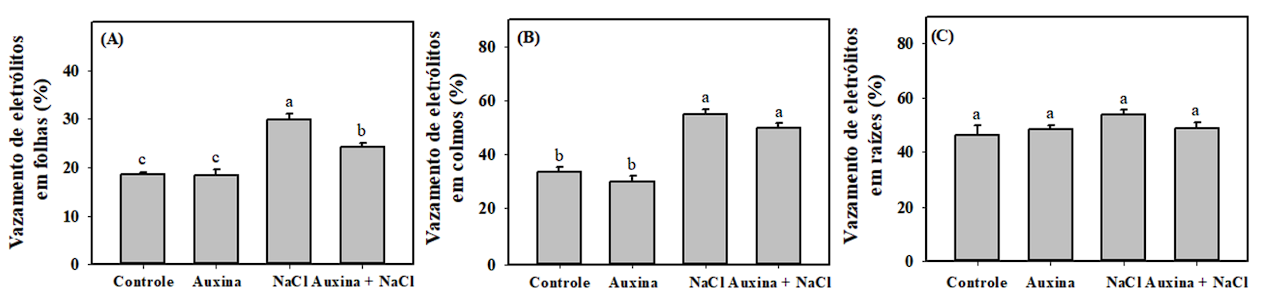 Vazamento de eletrólitos
em folhas (%)
(A)
40
30
20
10
0
c
c
a
b
Controle
Auxina
NaCl
Auxina + NaCl
Vazamento de eletrólitos
em colmos (%)
(B)
80
60
40
20
0
b
b
a
a
Controle
Auxina
NaCl
Auxina + NaCl
Vazamento de eletrólitos
em raízes (%)
(C)
80
60
40
20
0
a
a
a
a
Controle
Auxina
NaCl
Auxina + NaCl